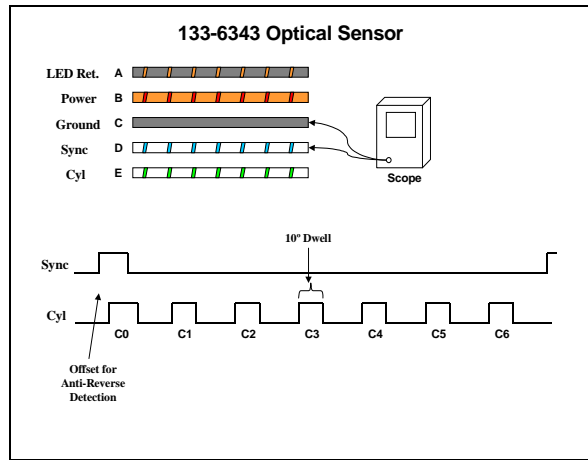 133-6343 Optical Sensor
LED Ret. A
Power B
Ground C
Sync D
Cyl E
Scope
10° Dwell
Sync
Cyl
C0 C1 C2 C3 C4 C5 C6
Offset for
Anti-Reverse
Detection